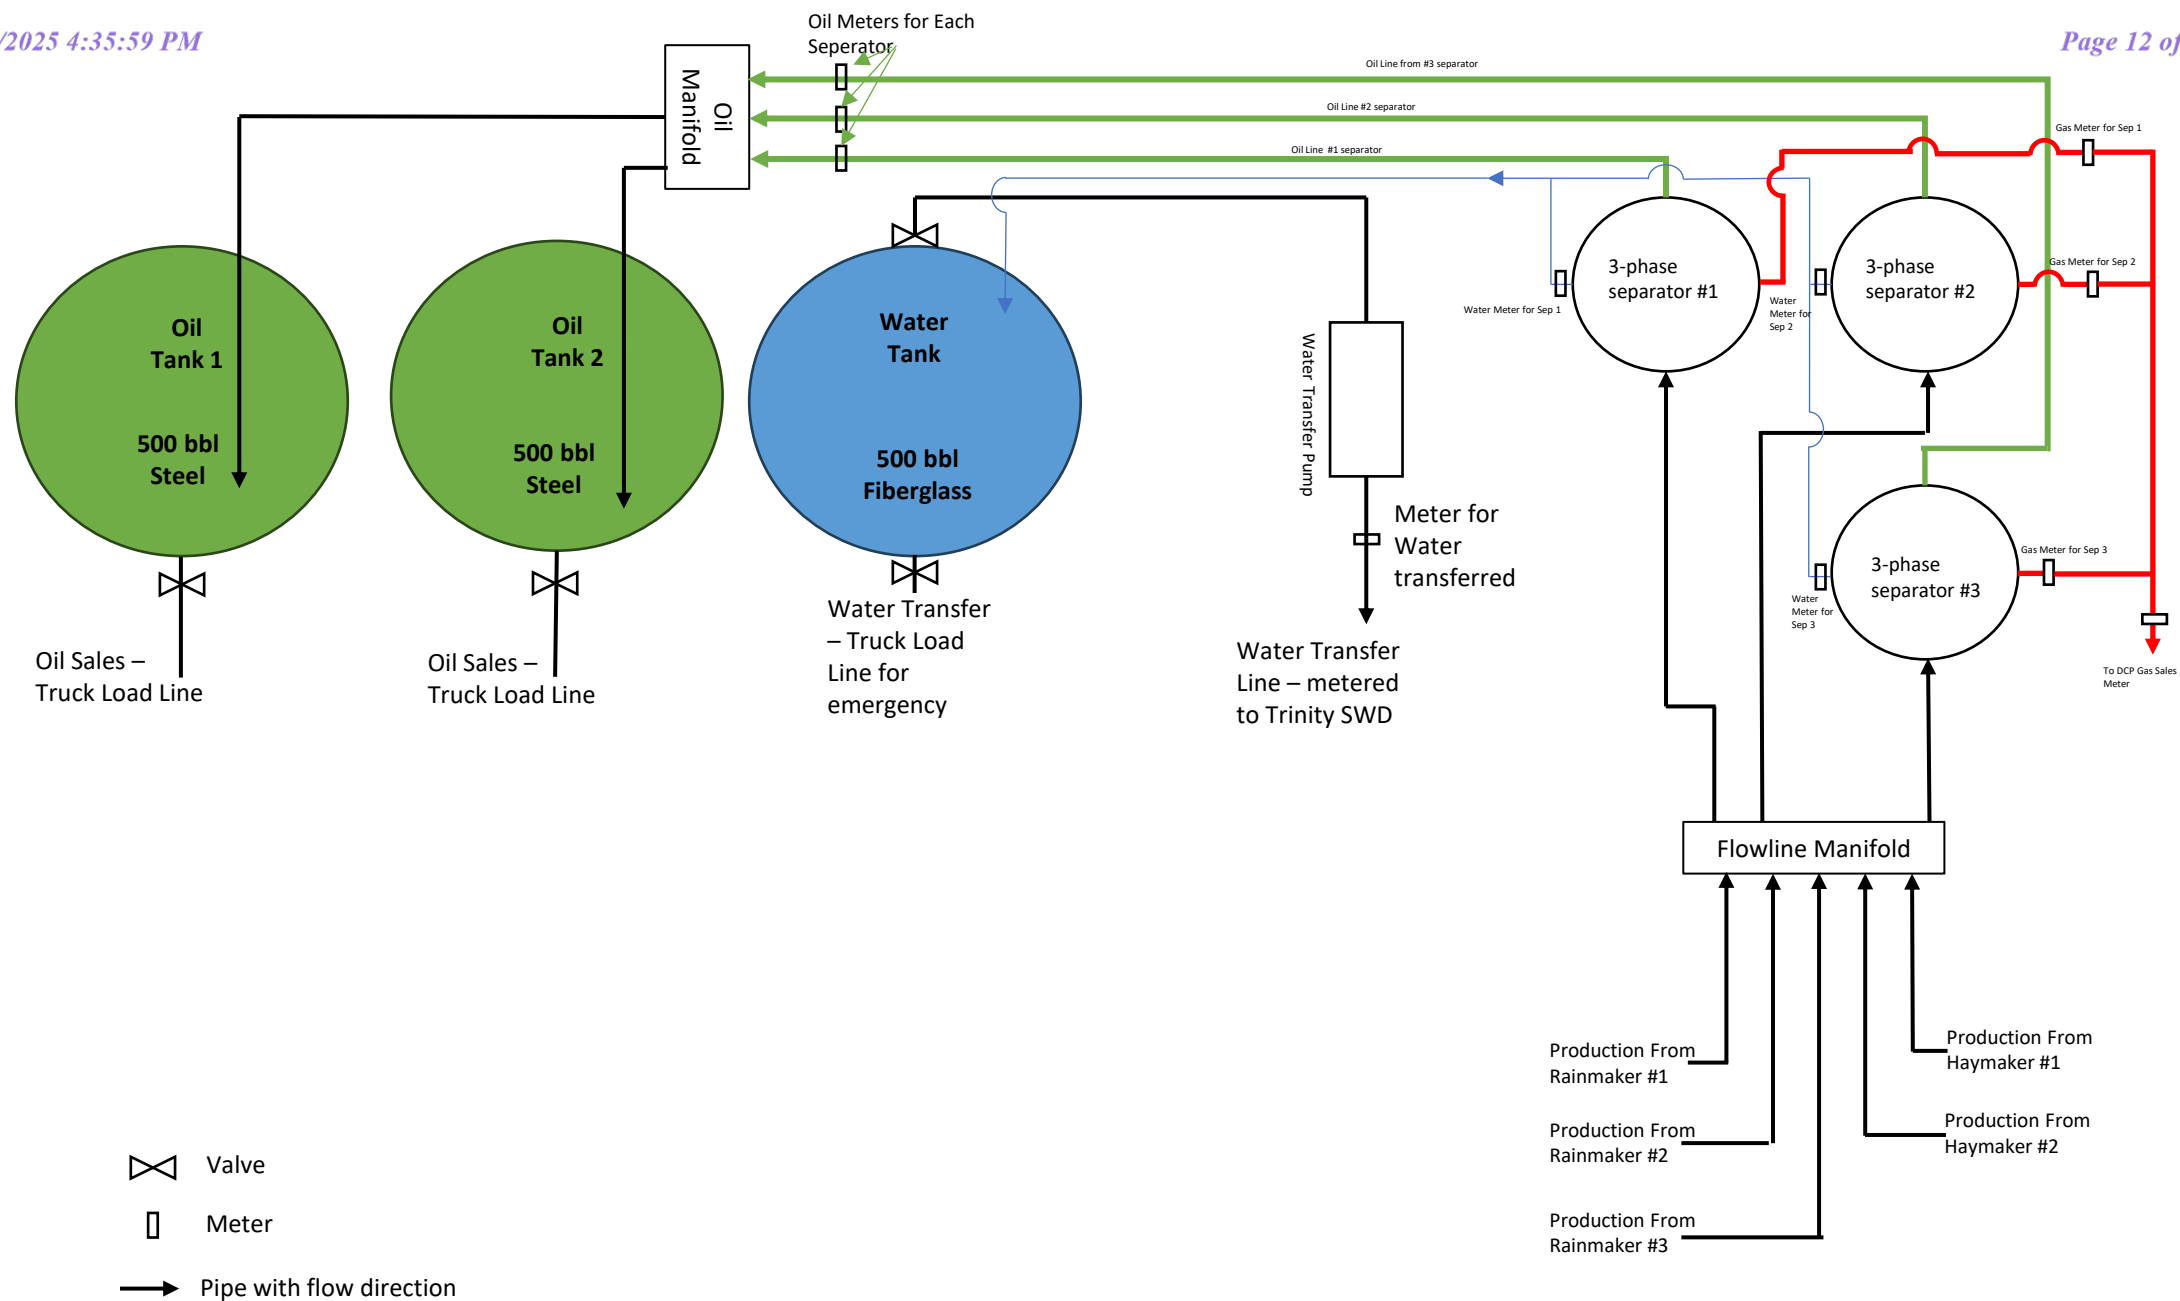 /2025 4:35:59 PM
Page 12 of
Oil Meters for Each
Seperator
Oil
Manifold
Oil Line from #3 separator
Oil Line #2 separator
Oil Line #1 separator
Gas Meter for Sep 1
Gas Meter for Sep 2
3-phase
separator #1
3-phase
separator #2
Water Meter for Sep 1
Water
Meter for
Sep 2
Oil
Tank 1
500 bbl
Steel
Oil
Tank 2
500 bbl
Steel
Water
Tank
500 bbl
Fiberglass
Water Transfer Pump
Meter for
Water
transferred
Gas Meter for Sep 3
3-phase
separator #3
Water
Meter for
Sep 3
Oil Sales –
Truck Load Line
Oil Sales –
Truck Load Line
Water Transfer
– Truck Load
Line for
emergency
Water Transfer
Line – metered
to Trinity SWD
To DCP Gas Sales
Meter
Flowline Manifold
Production From
Rainmaker #1
Production From
Haymaker #1
Production From
Rainmaker #2
Production From
Haymaker #2
Production From
Rainmaker #3
Valve
Meter
Pipe with flow direction